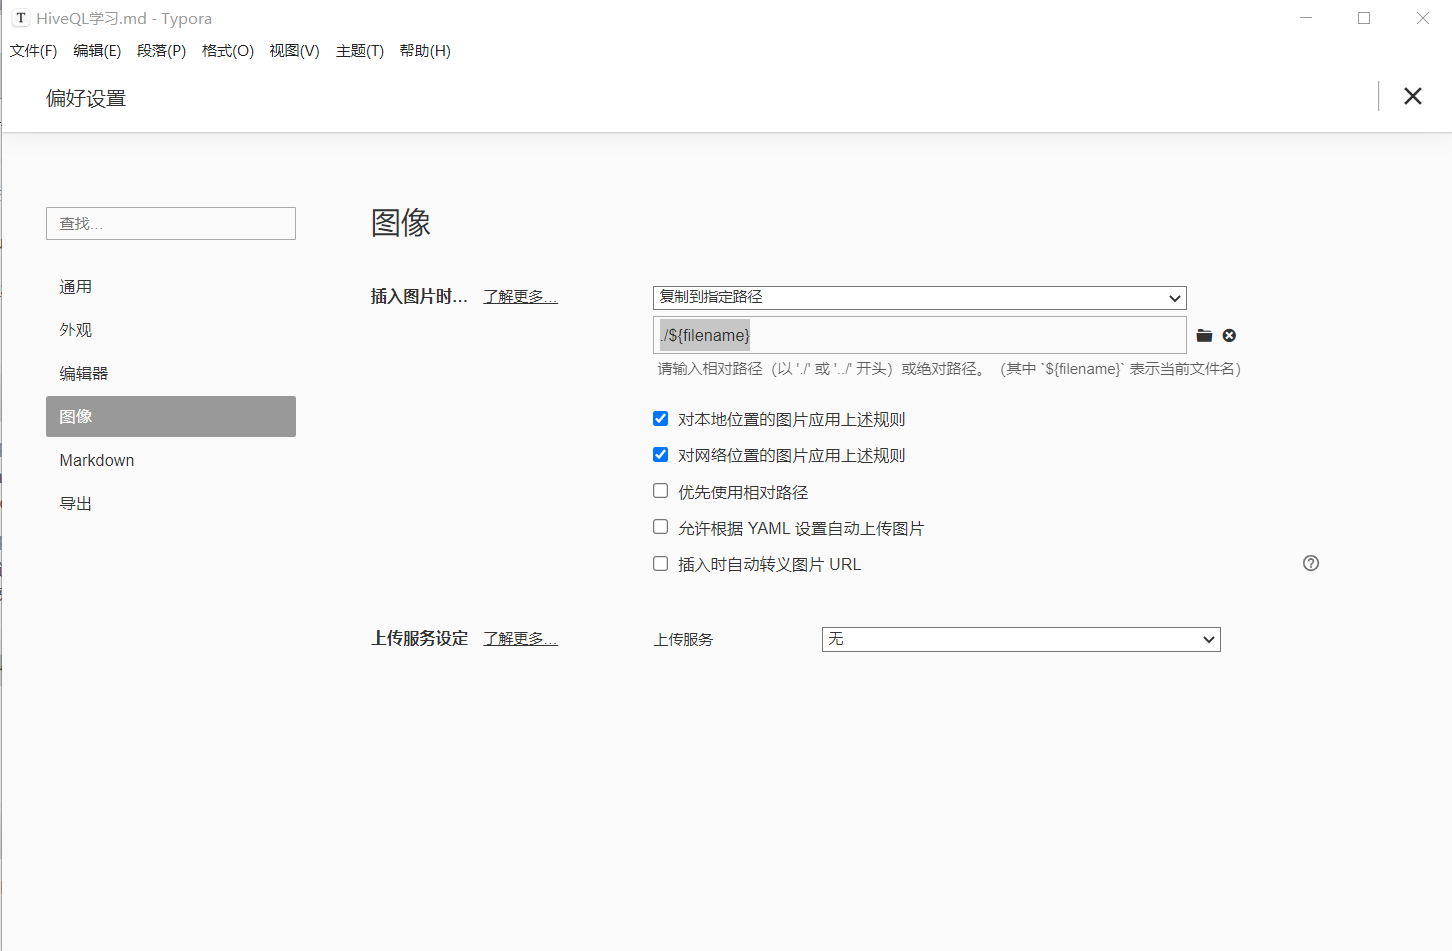 HiveQL学习.md - Typora
文件(F) 编辑(E) 段落(P) 格式(O) 视图(V) 主题(T) 帮助(H)
偏好设置
查找...
通用
外观
编辑器
图像
Markdown
导出
图像
插入图片时... 了解更多...
复制到指定路径
./${filename}
请输入相对路径（以 './' 或 '../' 开头）或绝对路径。（其中 `${filename}` 表示当前文件名）
对本地位置的图片应用上述规则
对网络位置的图片应用上述规则
优先使用相对路径
允许根据 YAML 设置自动上传图片
插入时自动转义图片 URL
上传服务设定 了解更多...
上传服务 无